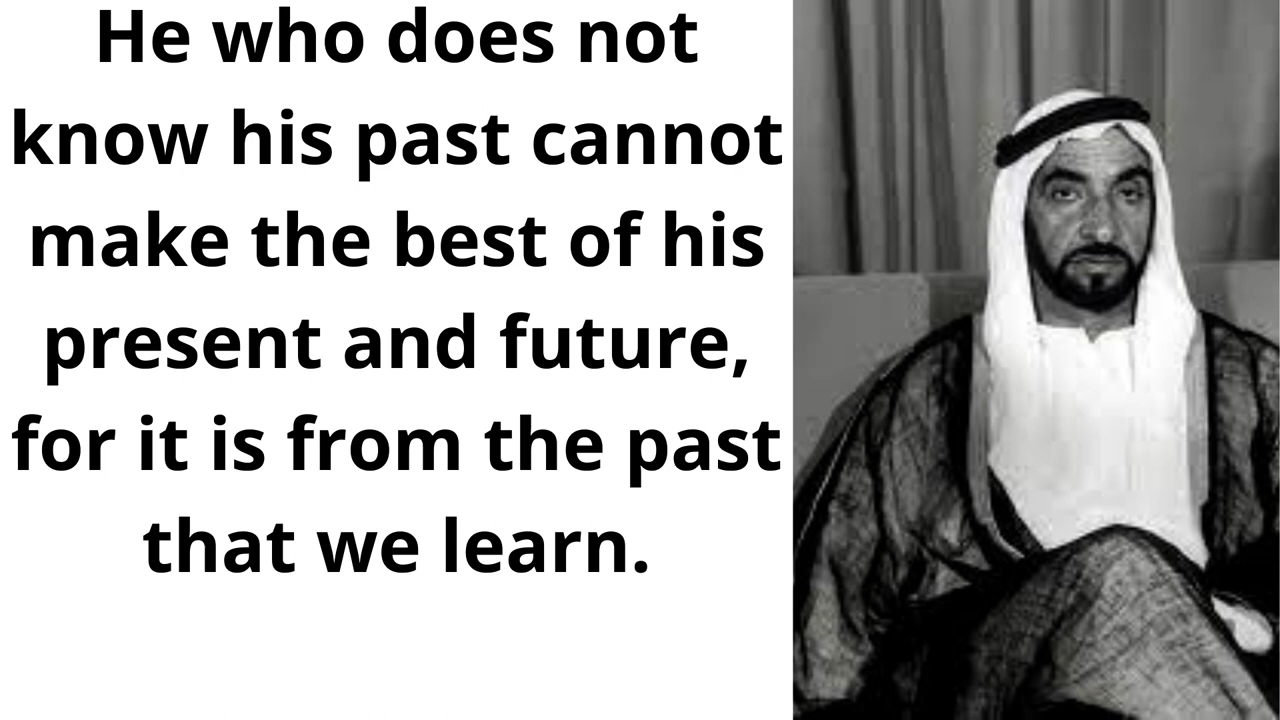 He who does not
know his past cannot
make the best of his
present and future,
for it is from the past
that we learn.